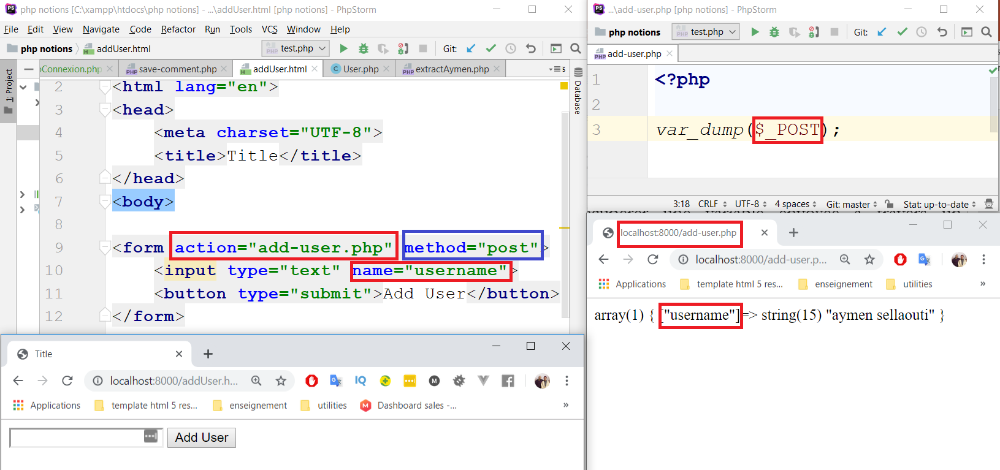 php notions [C:\xampp\htdocs\php notions] - ...\addUser.html [php notions] - PhpStorm
File Edit View Navigate Code Refactor Run Tools VCS Window Help
php notions addUser.html test.php Git:
oConnexion.php save-comment.php addUser.html User.php extractAymen.php 5
1: Project
Database
2 <html lang="en">
3 <head>
4 <meta charset="UTF-8">
5 <title>Title</title>
6 </head>
7 <body>
8
9 <form action="add-user.php" method="post">
10 <input type="text" name="username">
11 <button type="submit">Add User</button>
12 </form>
...\add-user.php [php notions] - PhpStorm
php notions test.php Git:
add-user.php
1 <?php
2
3 var_dump($_POST);
3:18 CRLF UTF-8 4 spaces Git: master Stat: up-to-date
localhost:8000/add-user.php
localhost:8000/add-user.p...
Applications template html 5 res... enseignement utilities »
array(1) { ["username"]=> string(15) "aymen sellaouti" }
Title
localhost:8000/addUser.h...
Applications template html 5 res... enseignement utilities Dashboard sales -... »
Add User